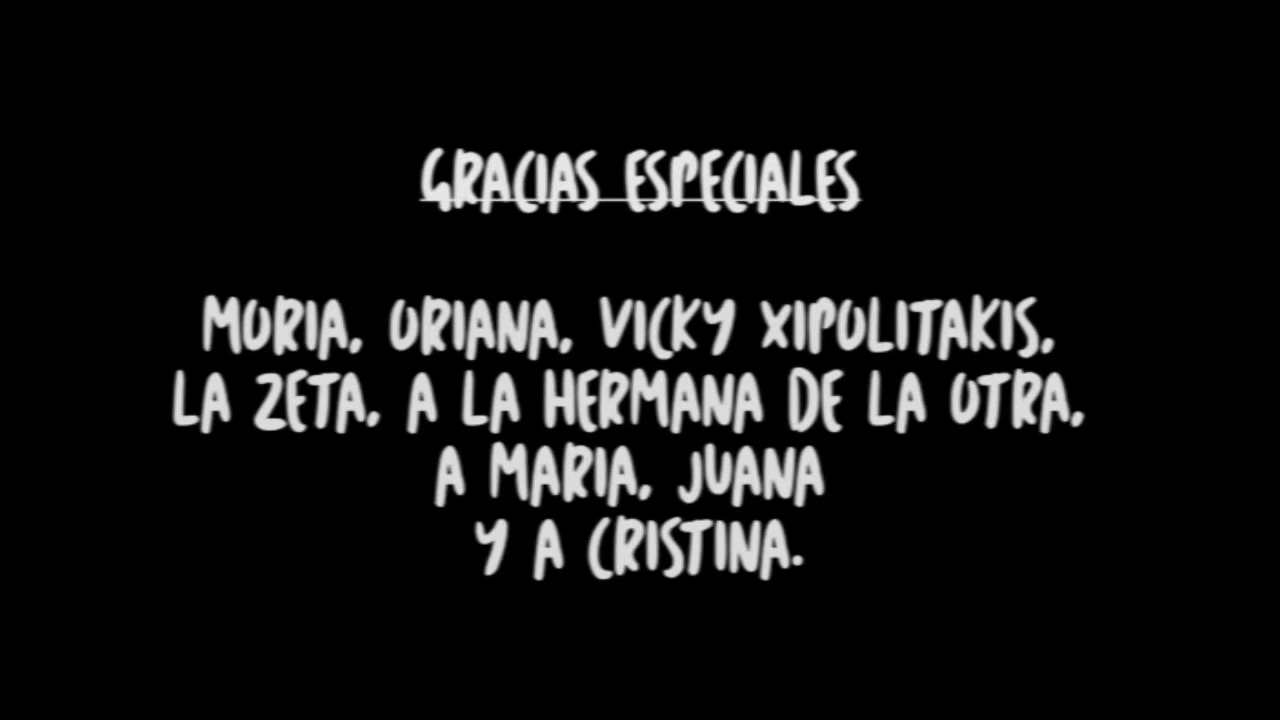 GRACIAS ESPECIALES
MORIA, ORIANA, VICKY XIPOLITAKIS,
LA ZETA, A LA HERMANA DE LA OTRA,
A MARIA, JUANA
Y A CRISTINA.